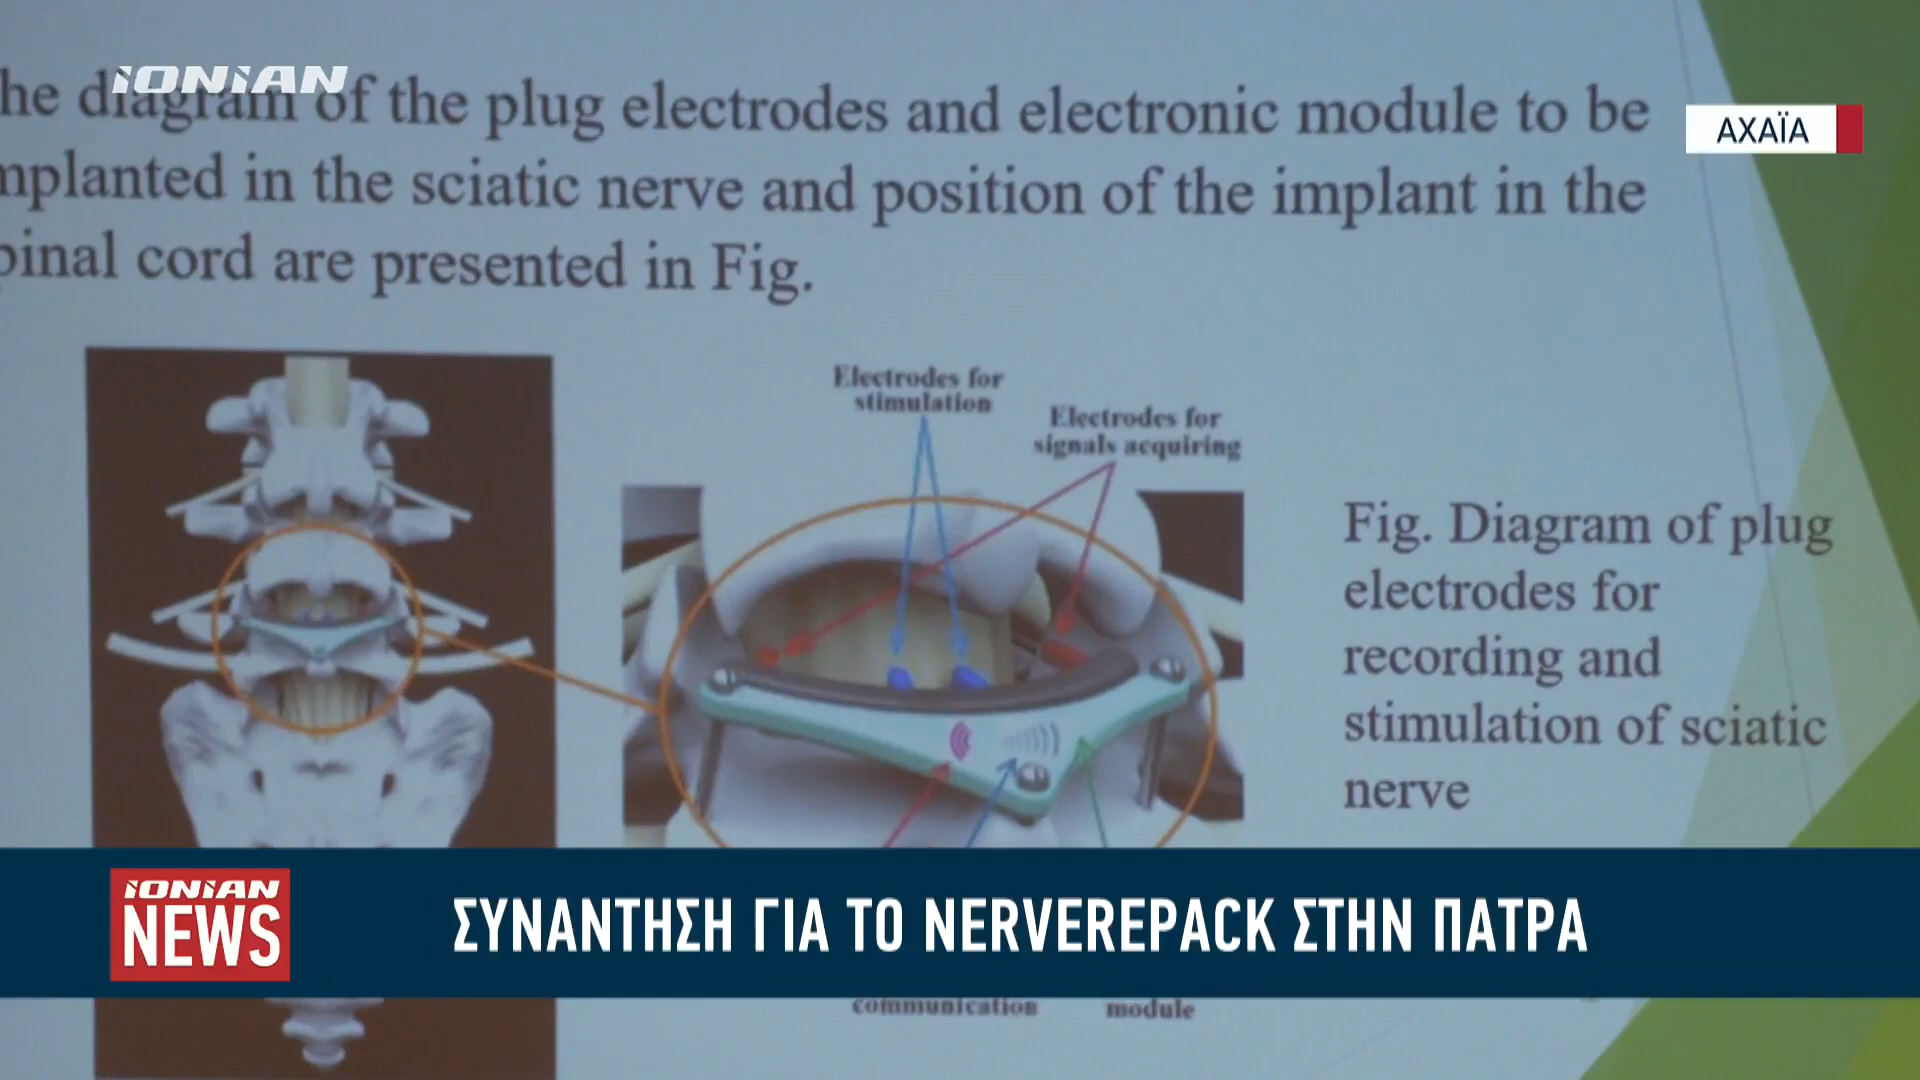 iONiAN
he diagram of the plug electrodes and electronic module to be
ΑΧΑΪΑ
mplanted in the sciatic nerve and position of the implant in the
pinal cord are presented in Fig.
Electrodes for
stimulation
Electrodes for
signals acquiring
Fig. Diagram of plug
electrodes for
recording and
stimulation of sciatic
nerve
iONiAN
NEWS
ΣΥΝΑΝΤΗΣΗ ΓΙΑ ΤΟ NERVEREPACK ΣΤΗΝ ΠΑΤΡΑ
communication
module